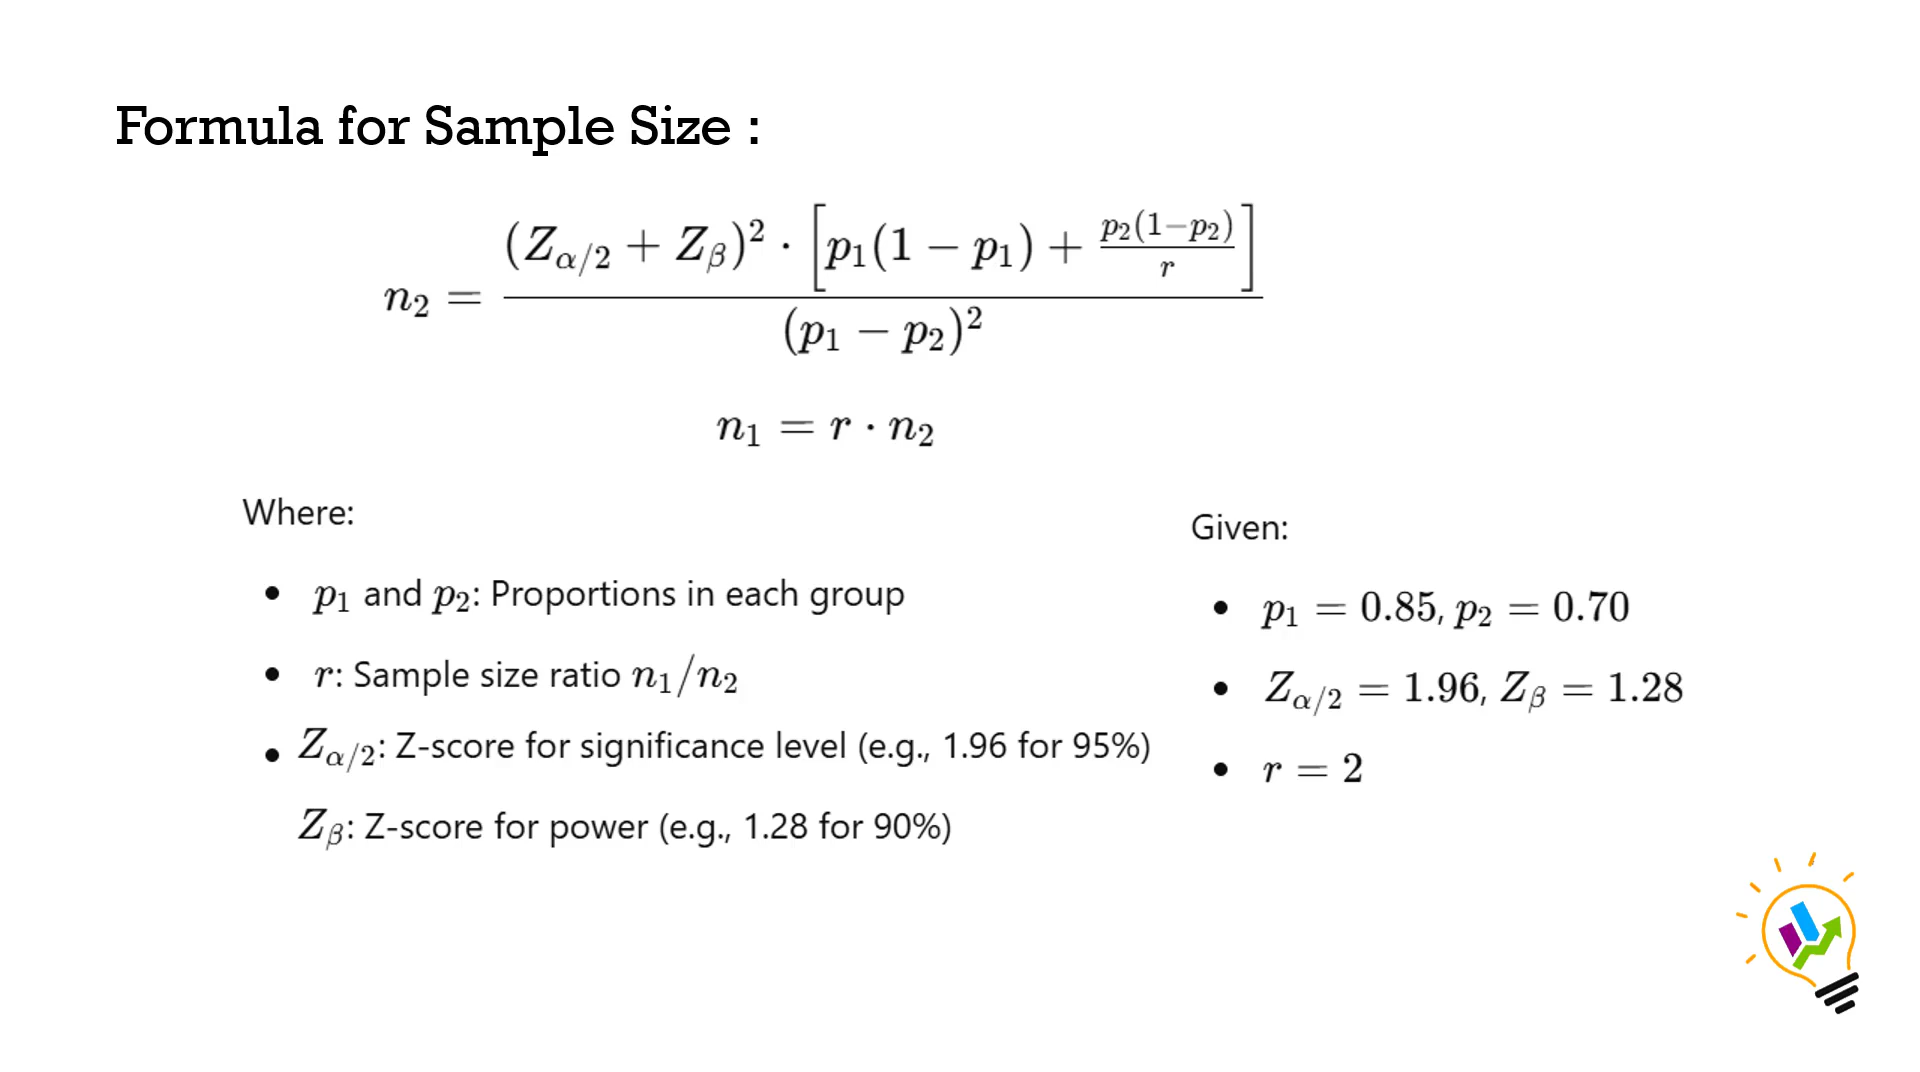 Formula for Sample Size :
n₂ = (Z_{α/2} + Z_β)² · [p₁(1 − p₁) + p₂(1−p₂)/r] / (p₁ − p₂)²
n₁ = r · n₂
Where:
• p₁ and p₂: Proportions in each group
• r: Sample size ratio n₁/n₂
• Z_{α/2}: Z-score for significance level (e.g., 1.96 for 95%)
Z_β: Z-score for power (e.g., 1.28 for 90%)
Given:
• p₁ = 0.85, p₂ = 0.70
• Z_{α/2} = 1.96, Z_β = 1.28
• r = 2